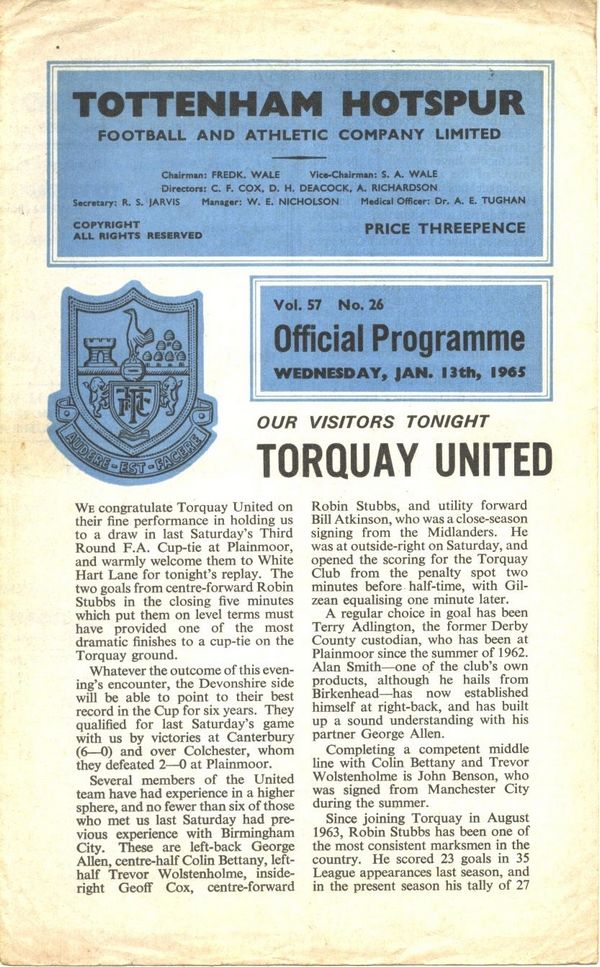 TOTTENHAM HOTSPUR
FOOTBALL AND ATHLETIC COMPANY LIMITED
Chairman: FREDK. WALE Vice-Chairman: S. A. WALE
Directors: C. F. COX, D. H. DEACOCK, A. RICHARDSON
Secretary: R. S. JARVIS Manager: W. E. NICHOLSON Medical Officer: Dr. A. E. TUGHAN
COPYRIGHT
ALL RIGHTS RESERVED
PRICE THREEPENCE
Vol. 57 No. 26
Official Programme
WEDNESDAY, JAN. 13th, 1965
AUDERE-EST-FACERE
OUR VISITORS TONIGHT
TORQUAY UNITED
WE congratulate Torquay United on
their fine performance in holding us
to a draw in last Saturday's Third
Round F.A. Cup-tie at Plainmoor,
and warmly welcome them to White
Hart Lane for tonight's replay. The
two goals from centre-forward Robin
Stubbs in the closing five minutes
which put them on level terms must
have provided one of the most
dramatic finishes to a cup-tie on the
Torquay ground.
Whatever the outcome of this even-
ing's encounter, the Devonshire side
will be able to point to their best
record in the Cup for six years. They
qualified for last Saturday's game
with us by victories at Canterbury
(6—0) and over Colchester, whom
they defeated 2—0 at Plainmoor.
Several members of the United
team have had experience in a higher
sphere, and no fewer than six of those
who met us last Saturday had pre-
vious experience with Birmingham
City. These are left-back George
Allen, centre-half Colin Bettany, left-
half Trevor Wolstenholme, inside-
right Geoff Cox, centre-forward
Robin Stubbs, and utility forward
Bill Atkinson, who was a close-season
signing from the Midlanders. He
was at outside-right on Saturday, and
opened the scoring for the Torquay
Club from the penalty spot two
minutes before half-time, with Gil-
zean equalising one minute later.
A regular choice in goal has been
Terry Adlington, the former Derby
County custodian, who has been at
Plainmoor since the summer of 1962.
Alan Smith—one of the club's own
products, although he hails from
Birkenhead—has now established
himself at right-back, and has built
up a sound understanding with his
partner George Allen.
Completing a competent middle
line with Colin Bettany and Trevor
Wolstenholme is John Benson, who
was signed from Manchester City
during the summer.
Since joining Torquay in August
1963, Robin Stubbs has been one of
the most consistent marksmen in the
country. He scored 23 goals in 35
League appearances last season, and
in the present season his tally of 27